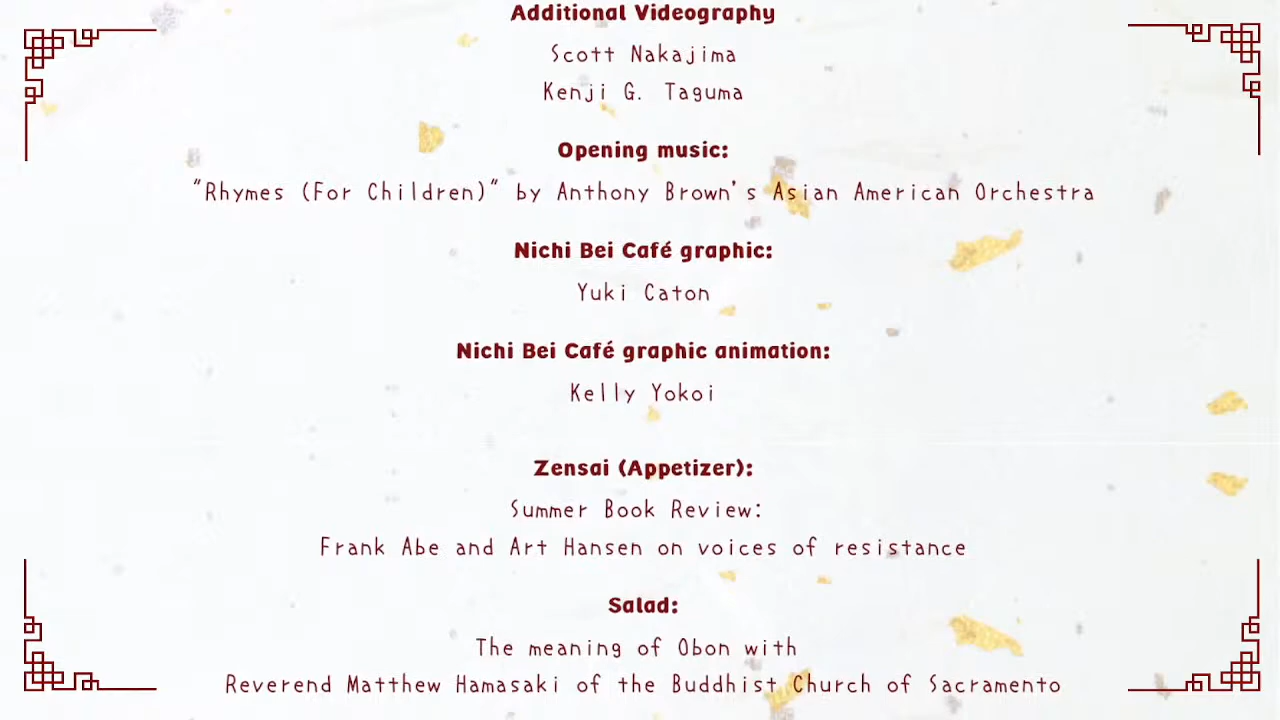 Additional Videography
Scott Nakajima
Kenji G. Taguma
Opening music:
"Rhymes (For Children)" by Anthony Brown's Asian American Orchestra
Nichi Bei Café graphic:
Yuki Caton
Nichi Bei Café graphic animation:
Kelly Yokoi
Zensai (Appetizer):
Summer Book Review:
Frank Abe and Art Hansen on voices of resistance
Salad:
The meaning of Obon with
Reverend Matthew Hamasaki of the Buddhist Church of Sacramento